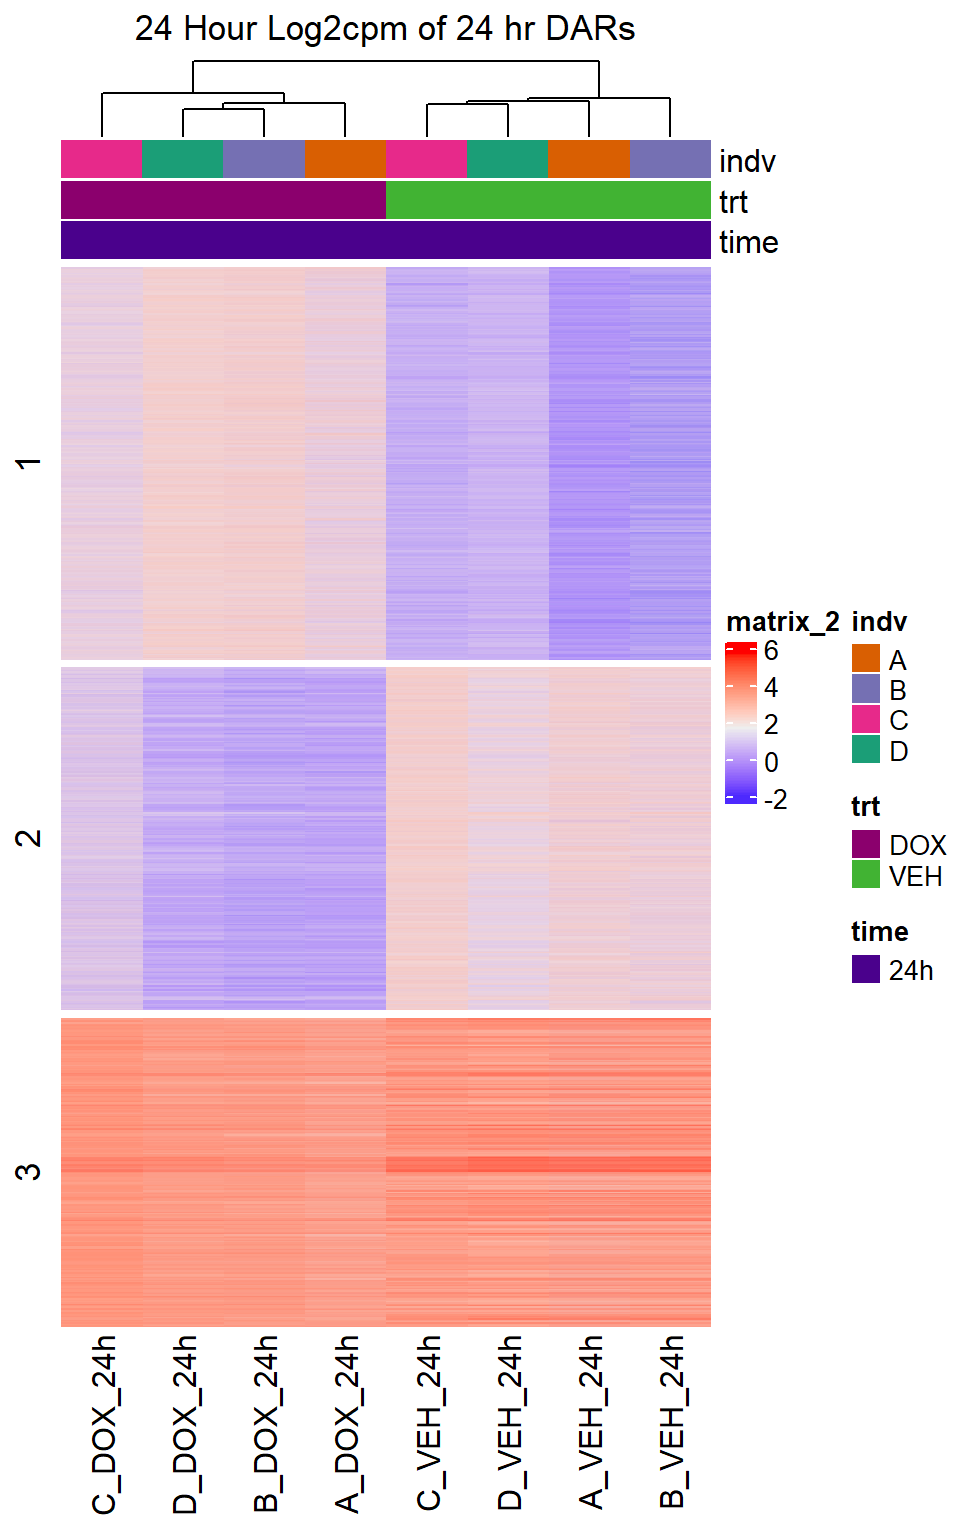 24 Hour Log2cpm of 24 hr DARs
indv
trt
time
1
2
3
matrix_2
6
4
2
0
-2
indv
A
B
C
D
trt
DOX
VEH
time
24h
C_DOX_24h
D_DOX_24h
B_DOX_24h
A_DOX_24h
C_VEH_24h
D_VEH_24h
A_VEH_24h
B_VEH_24h